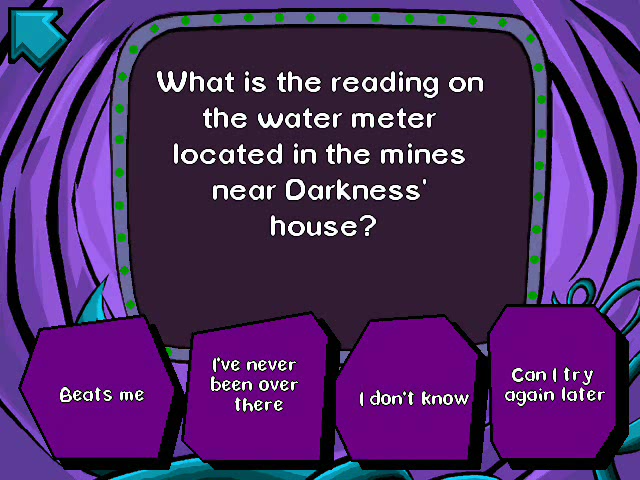 What is the reading on
the water meter
located in the mines
near Darkness'
house?
Beats me
I've never
been over
there
I don't know
Can I try
again later